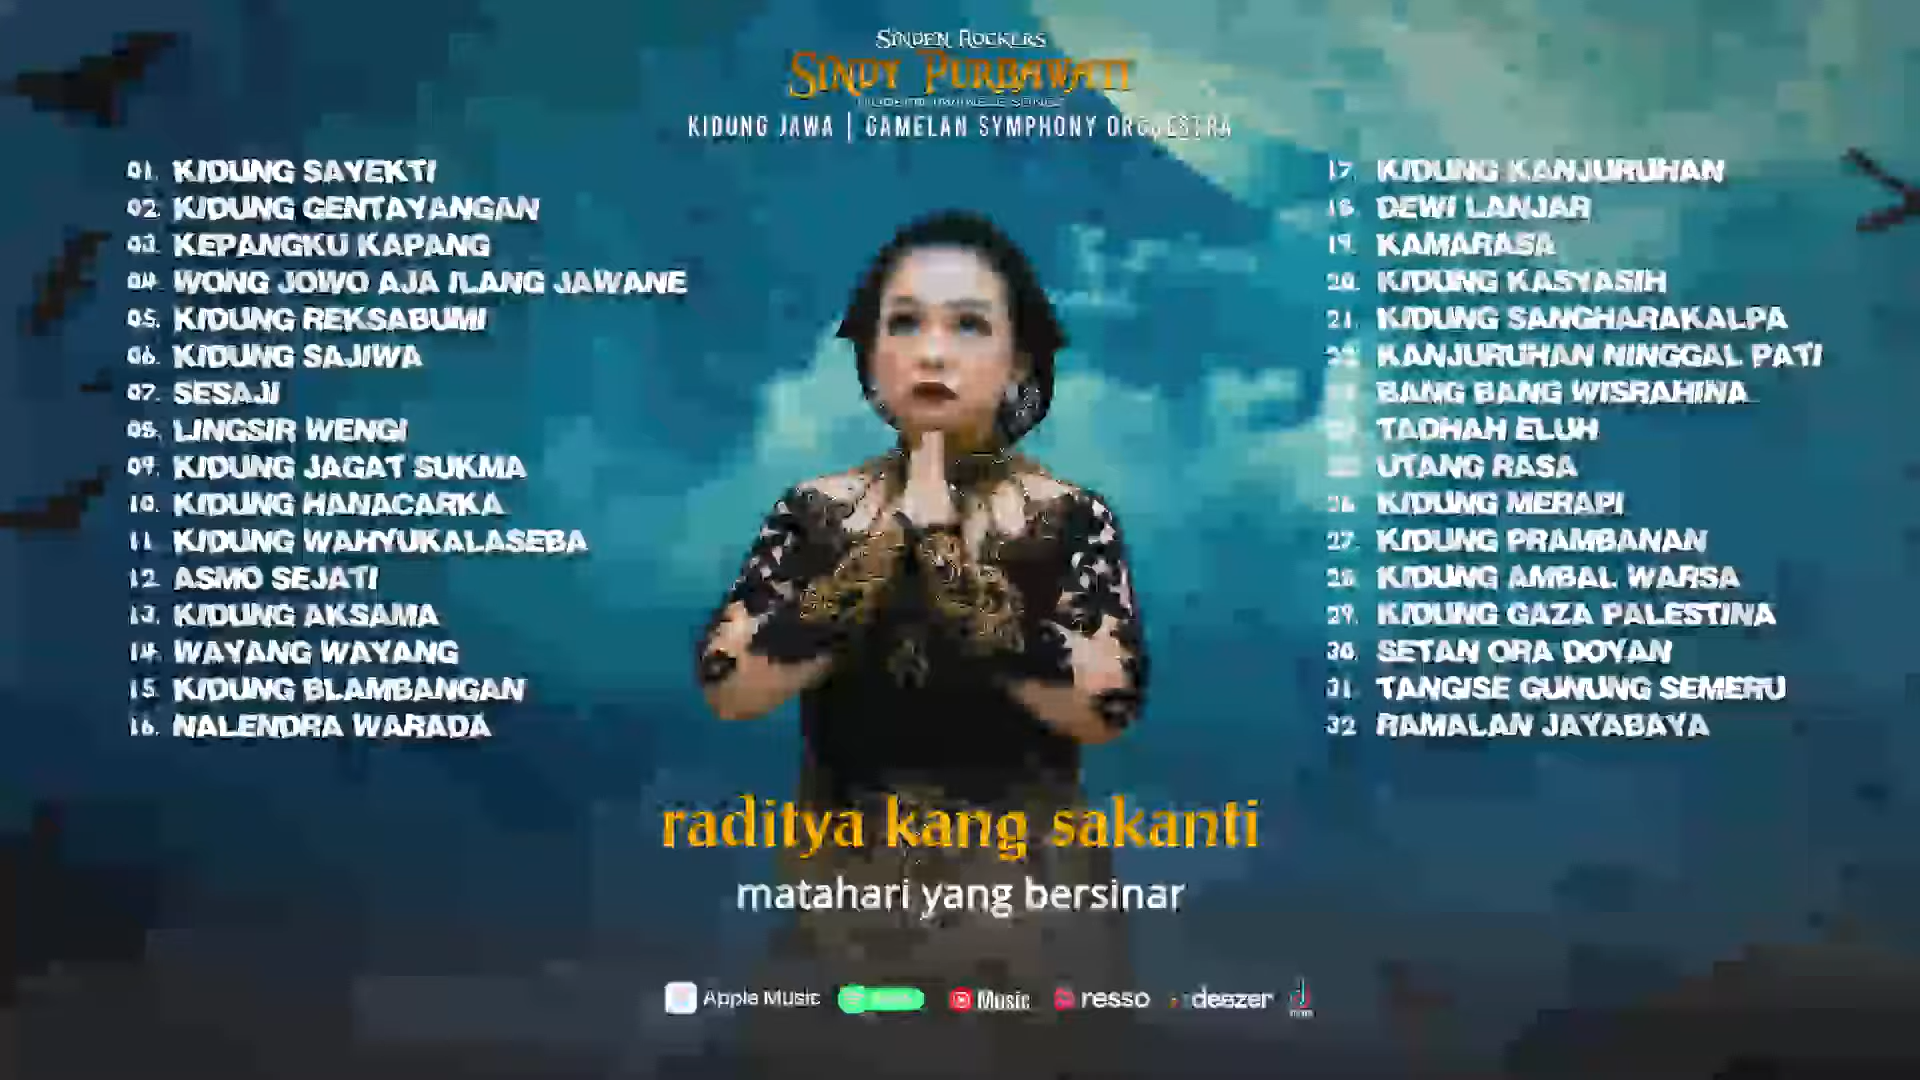 SINDEN ROCKERS
SINDY PURBAWATI
KIDUNG JAWA | GAMELAN SYMPHONY ORCHESTRA
01. KIDUNG SAYEKTI
02. KIDUNG GENTAYANGAN
03. KEPANGKU KAPANG
04. WONG JOWO AJA ILANG JAWANE
05. KIDUNG REKSABUMI
06. KIDUNG SAJIWA
07. SESAJI
08. LINGSIR WENGI
09. KIDUNG JAGAT SUKMA
10. KIDUNG HANACARKA
11. KIDUNG WAHYUKALASEBA
12. ASMO SEJATI
13. KIDUNG AKSAMA
14. WAYANG WAYANG
15. KIDUNG BLAMBANGAN
16. NALENDRA WARADA
17. KIDUNG KANJURUHAN
18. DEWI LANJAR
19. KAMARASA
20. KIDUNG KASYASIH
21. KIDUNG SANGHARAKALPA
22. KANJURUHAN NINGGAL PATI
BANG BANG WISRAHINA
TADHAH ELUH
UTANG RASA
26. KIDUNG MERAPI
27. KIDUNG PRAMBANAN
28. KIDUNG AMBAL WARSA
29. KIDUNG GAZA PALESTINA
30. SETAN ORA DOYAN
31. TANGISE GUNUNG SEMERU
32. RAMALAN JAYABAYA
raditya kang sakanti
matahari yang bersinar
Apple Music Music resso deezer